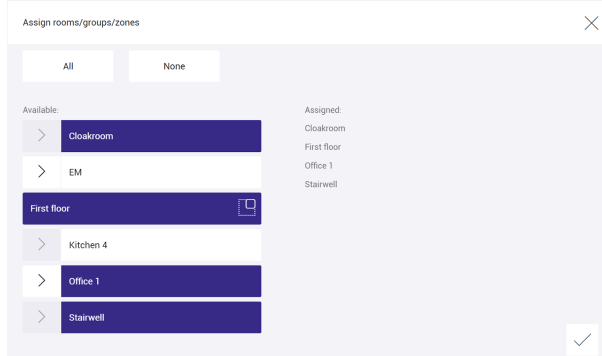 Assign rooms/groups/zones
All
None
Available:
Cloakroom
EM
First floor
Kitchen 4
Office 1
Stairwell
Assigned:
Cloakroom
First floor
Office 1
Stairwell